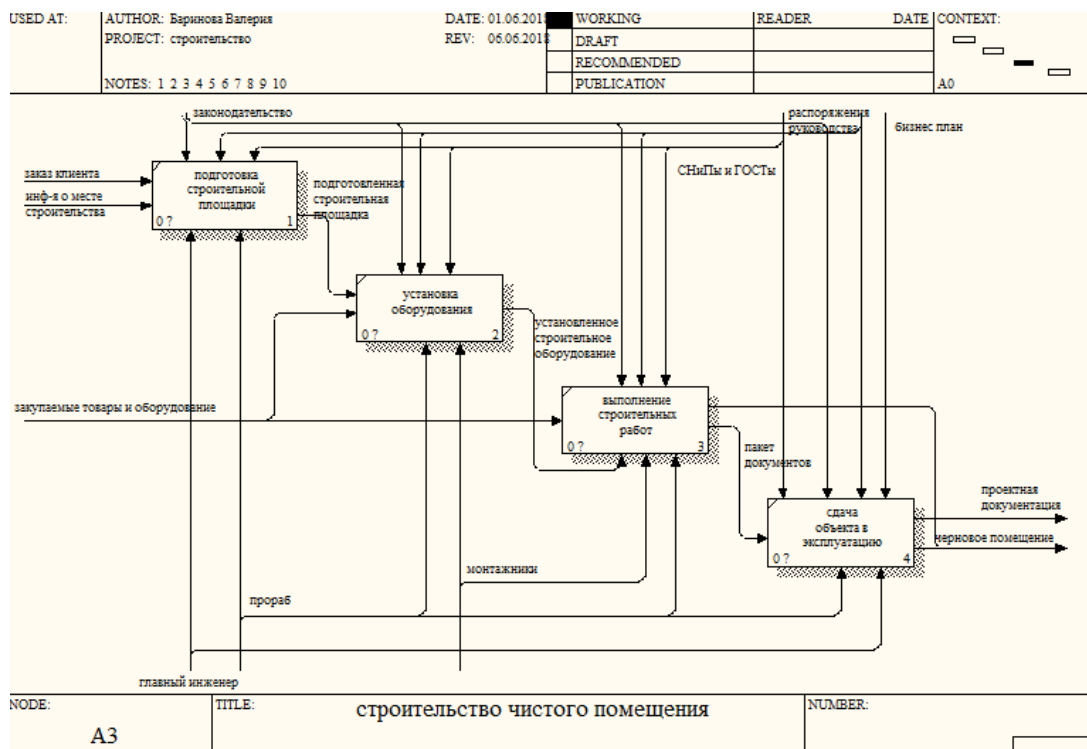 USED AT:
AUTHOR: Баринова Валерия
DATE: 01.06.2018
WORKING
READER
DATE
CONTEXT:
PROJECT: строительство
REV: 06.06.2018
DRAFT
RECOMMENDED
NOTES: 1 2 3 4 5 6 7 8 9 10
PUBLICATION
A0
законодательство
распоряжения
руководства
бизнес план
заказ клиента
инф-я о месте
строительства
подготовка
строительной
площадки
0 ?
1
подготовленная
строительная
площадка
СНиПы и ГОСТы
установка
оборудования
0 ?
2
установленное
строительное
оборудование
закупаемые товары и оборудование
выполнение
строительных
работ
0 ?
3
пакет
документов
сдача
объекта в
эксплуатацию
0 ?
4
проектная
документация
черновое помещение
монтажники
прораб
главный инженер
NODE:
A3
TITLE:
строительство чистого помещения
NUMBER: